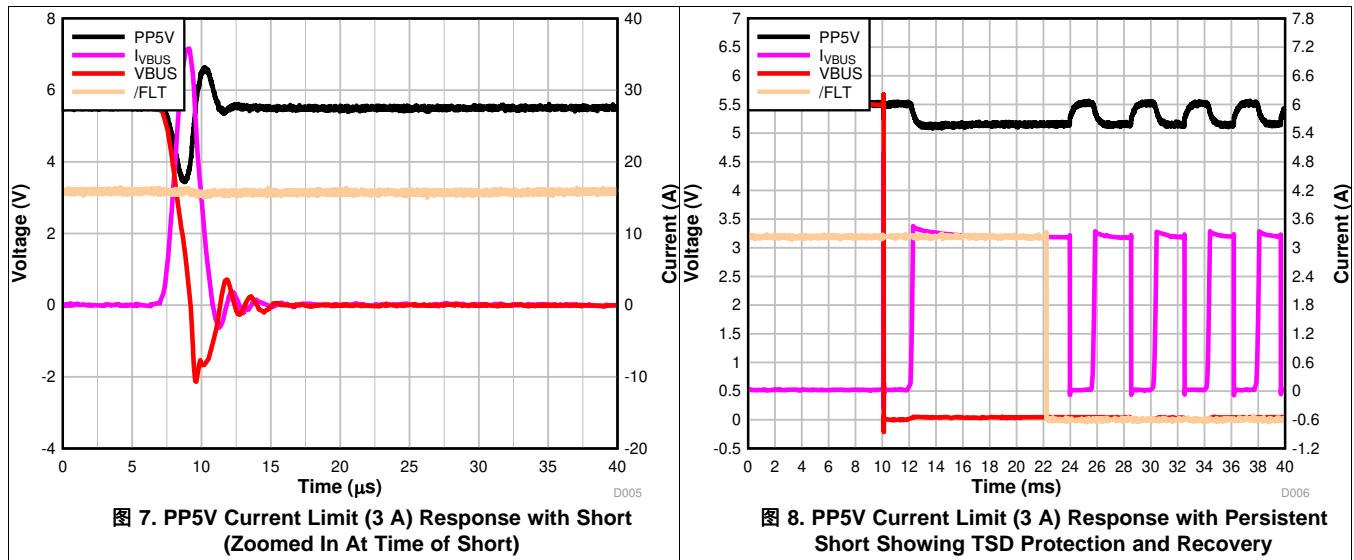 PP5V
IVBUS
VBUS
/FLT
8
6
4
2
0
-2
-4
40
30
20
10
0
-10
-20
0 5 10 15 20 25 30 35 40
Voltage (V)
Current (A)
Time (μs)
D005
图 7. PP5V Current Limit (3 A) Response with Short
(Zoomed In At Time of Short)
PP5V
IVBUS
VBUS
/FLT
7
6.5
6
5.5
5
4.5
4
3.5
3
2.5
2
1.5
1
0.5
0
-0.5
7.8
7.2
6.6
6
5.4
4.8
4.2
3.6
3
2.4
1.8
1.2
0.6
0
-0.6
-1.2
0 2 4 6 8 10 12 14 16 18 20 22 24 26 28 30 32 34 36 38 40
Voltage (V)
Current (A)
Time (ms)
D006
图 8. PP5V Current Limit (3 A) Response with Persistent
Short Showing TSD Protection and Recovery